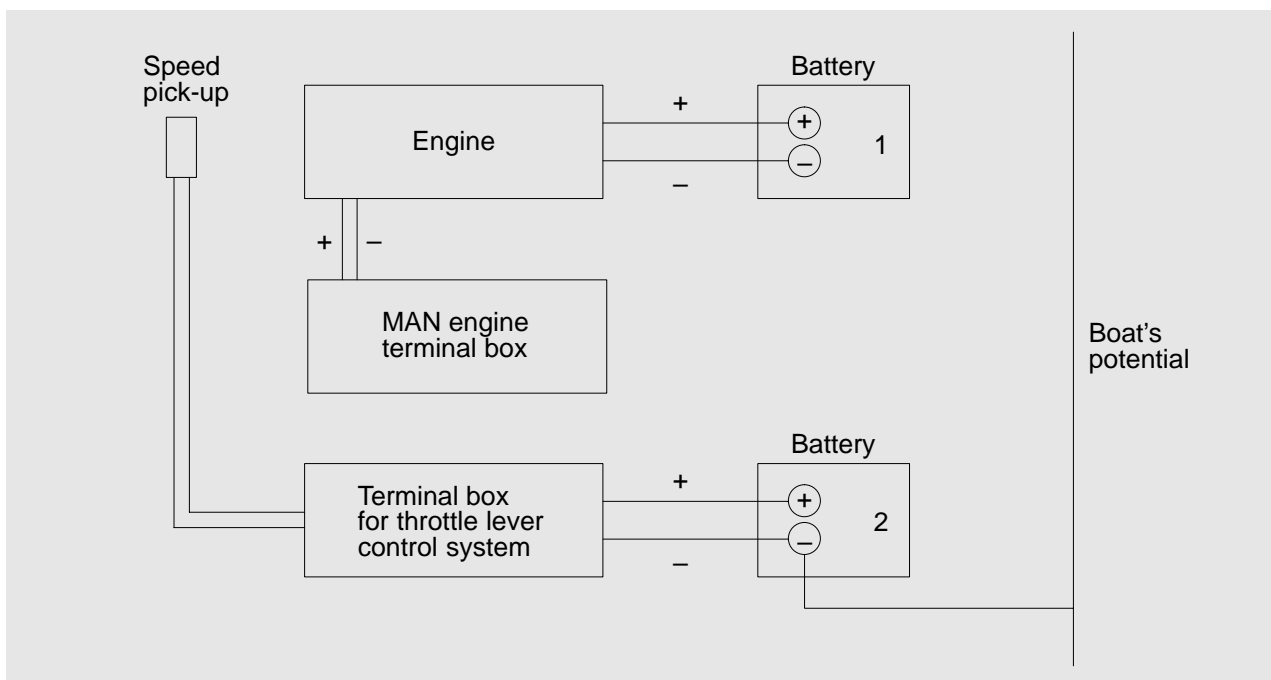 Speed
pick-up
Battery
+
Engine
+
–
1
–
+ –
MAN engine
terminal box
Boat's
potential
Battery
+
Terminal box
for throttle lever
control system
+
–
2
–